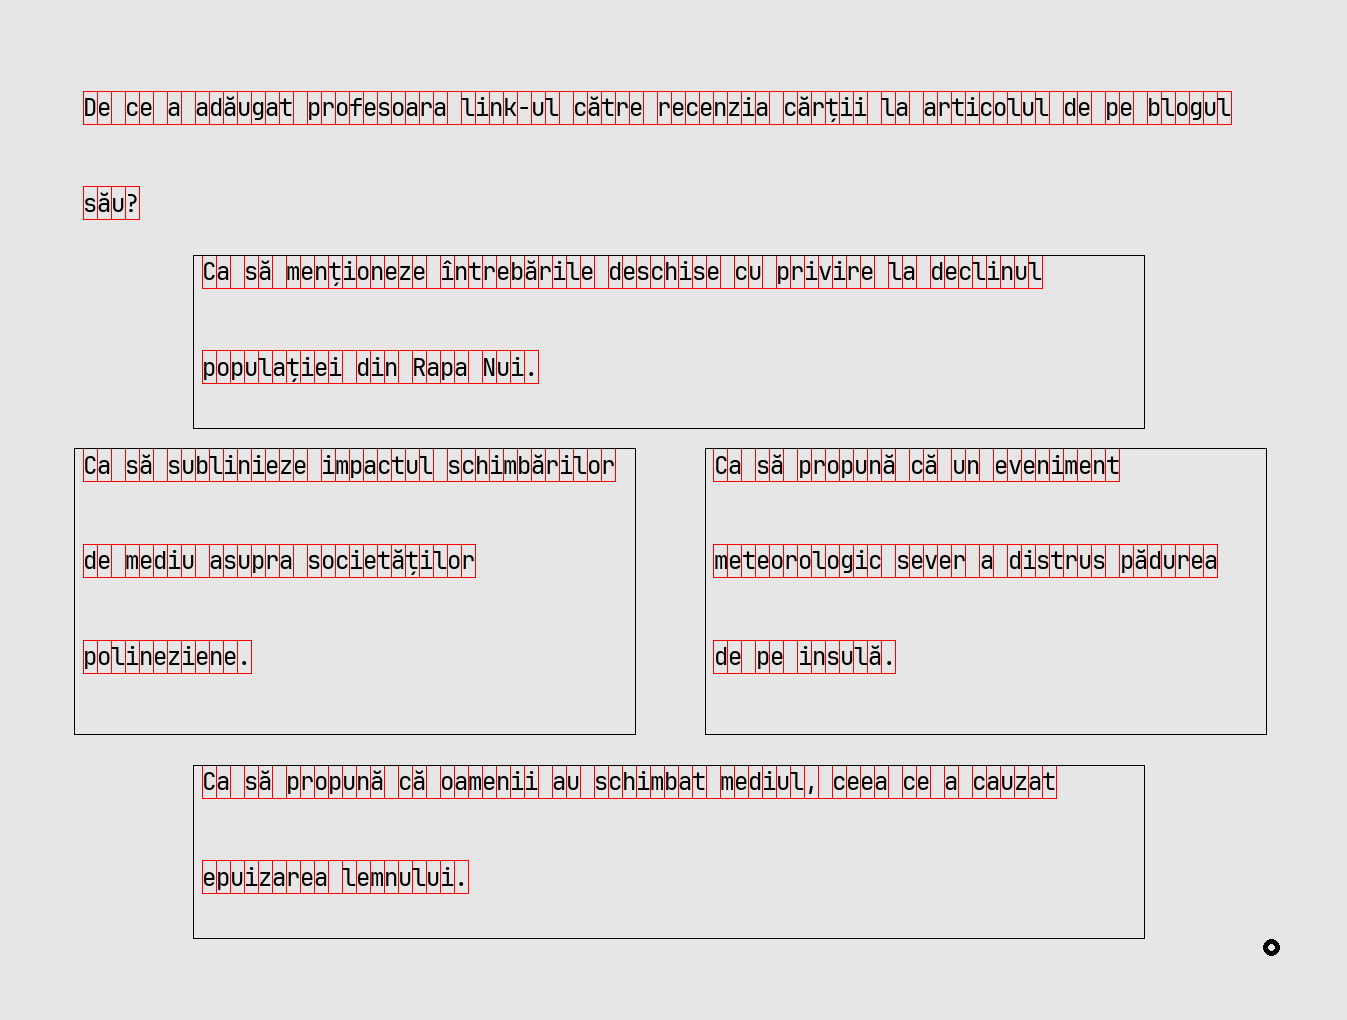 De ce a adăugat profesoara link-ul către recenzia cărții la articolul de pe blogul
său?
Ca să menționeze întrebările deschise cu privire la declinul
populației din Rapa Nui.
Ca să sublinieze impactul schimbărilor
de mediu asupra societăților
polineziene.
Ca să propună că un eveniment
meteorologic sever a distrus pădurea
de pe insulă.
Ca să propună că oamenii au schimbat mediul, ceea ce a cauzat
epuizarea lemnului.